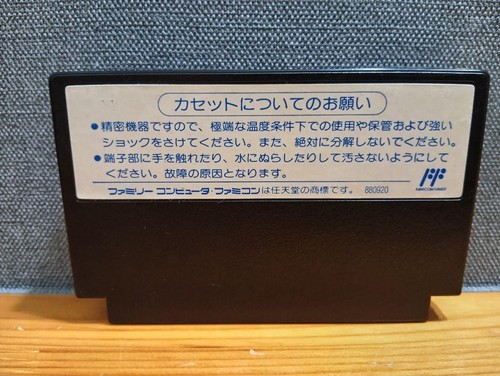 カセットについてのお願い
●精密機器ですので、極端な温度条件下での使用や保管および強い
ショックをさけてください。また、絶対に分解しないでください。
●端子部に手を触れたり、水にぬらしたりして汚さないようにして
ください。故障の原因となります。
ファミリー コンピュータ・ファミコンは任天堂の商標です。 880920